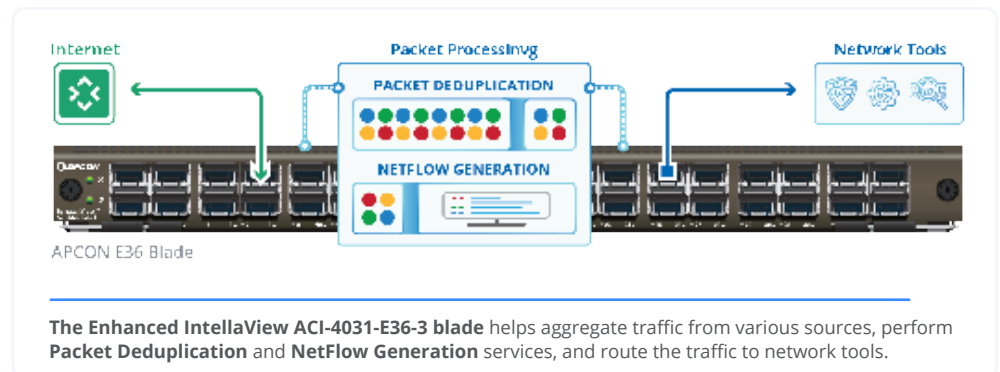 Internet
Packet ProcessInvg
Network Tools
PACKET DEDUPLICATION
NETFLOW GENERATION
APCON
APCON E36 Blade
The Enhanced IntellaView ACI-4031-E36-3 blade helps aggregate traffic from various sources, perform
Packet Deduplication and NetFlow Generation services, and route the traffic to network tools.